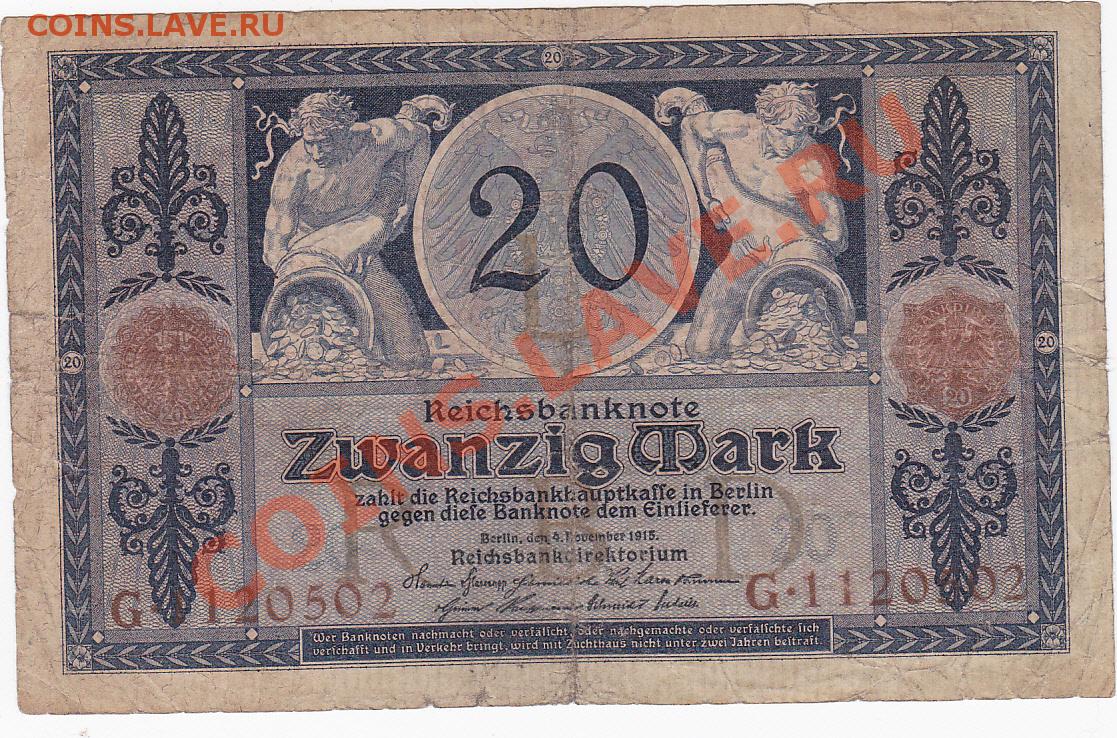 COINS.LAVE.RU
20
20
Reichsbanknote
Zwanzig Mark
zahlt die Reichsbankhauptkasse in Berlin
gegen diese Banknote dem Einlieferer.
Berlin, den 4. November 1915.
Reichsbankdirektorium
G·1120502 G·1120502
Wer Banknoten nachmacht oder verfälscht, oder nachgemachte oder verfälschte sich
verschafft und in Verkehr bringt, wird mit Zuchthaus nicht unter zwei Jahren bestraft.
20 20
20
COINS.LAVE.RU